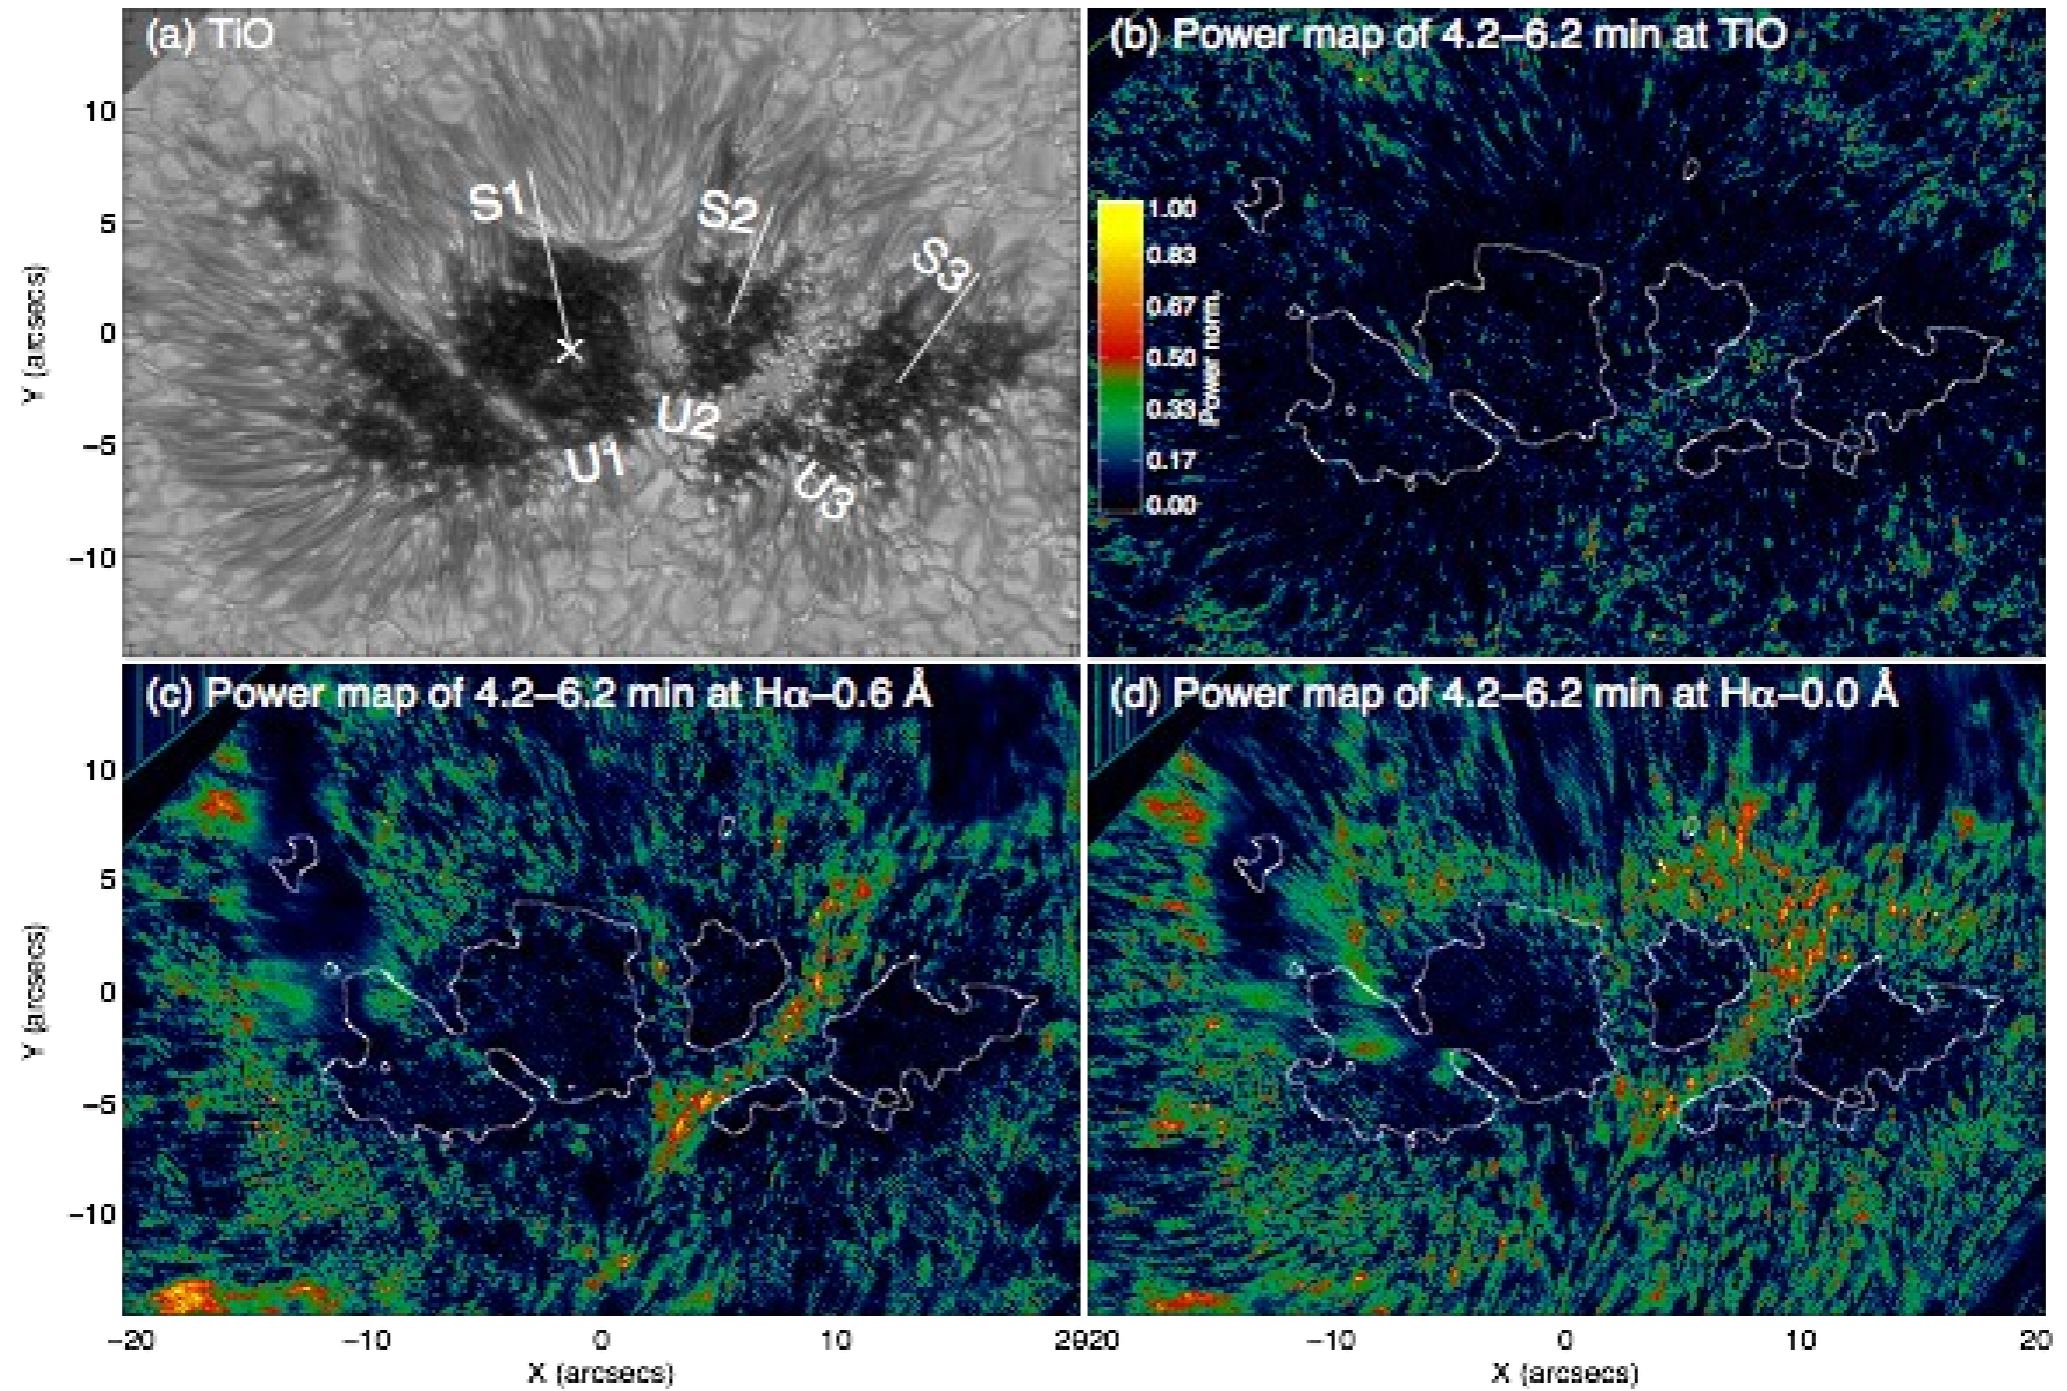 (a) TiO
(b) Power map of 4.2–6.2 min at TiO
10
5
0
−5
−10
Y (arcsecs)
S1
S2
S3
×
U1
U2
U3
1.00
0.83
0.67
0.50
0.33
0.17
0.00
Power norm.
(c) Power map of 4.2–6.2 min at Hα−0.6 Å
(d) Power map of 4.2–6.2 min at Hα−0.0 Å
10
5
0
−5
−10
Y (arcsecs)
−20
−10
0
10
2020
−10
0
10
20
X (arcsecs)
X (arcsecs)